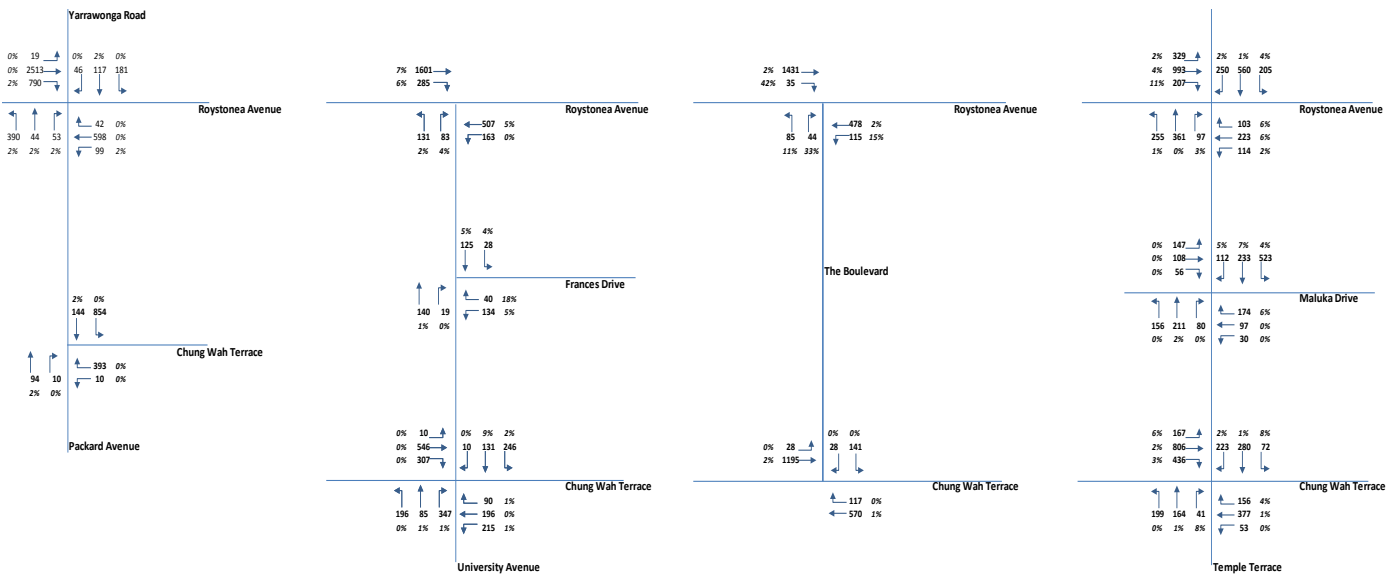 Yarrawonga Road
0% 19 0% 2% 0%
0% 2513 46 117 181
2% 790
Roystonea Avenue
390 44 53
2% 2% 2%
42 0%
598 0%
99 2%
2% 0%
144 854
Chung Wah Terrace
94 10
2% 0%
393 0%
10 0%
Packard Avenue
7% 1601
6% 285
Roystonea Avenue
131 83
2% 4%
507 5%
163 0%
5% 4%
125 28
Frances Drive
140 19
1% 0%
40 18%
134 5%
0% 10 0% 9% 2%
0% 546 10 131 246
0% 307
Chung Wah Terrace
196 85 347
0% 1% 1%
90 1%
196 0%
215 1%
University Avenue
2% 1431
42% 35
Roystonea Avenue
85 44
11% 33%
478 2%
115 15%
The Boulevard
0% 0%
0% 28 28 141
2% 1195
Chung Wah Terrace
117 0%
570 1%
2% 329 2% 1% 4%
4% 993 250 560 205
11% 207
Roystonea Avenue
255 361 97
1% 0% 3%
103 6%
223 6%
114 2%
0% 147 5% 7% 4%
0% 108 112 233 523
0% 56
Maluka Drive
156 211 80
0% 2% 0%
174 6%
97 0%
30 0%
6% 167 2% 1% 8%
2% 806 223 280 72
3% 436
Chung Wah Terrace
199 164 41
0% 1% 8%
156 4%
377 1%
53 0%
Temple Terrace